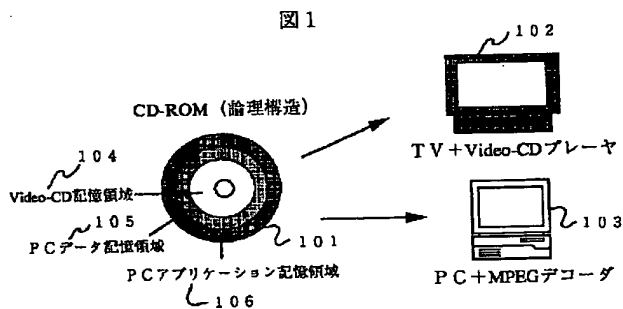 図1
102
CD-ROM（論理構造）
TV+Video-CDプレーヤ
104
Video-CD記憶領域
105
PCデータ記憶領域
101
103
PCアプリケーション記憶領域
106
PC+MPEGデコーダ